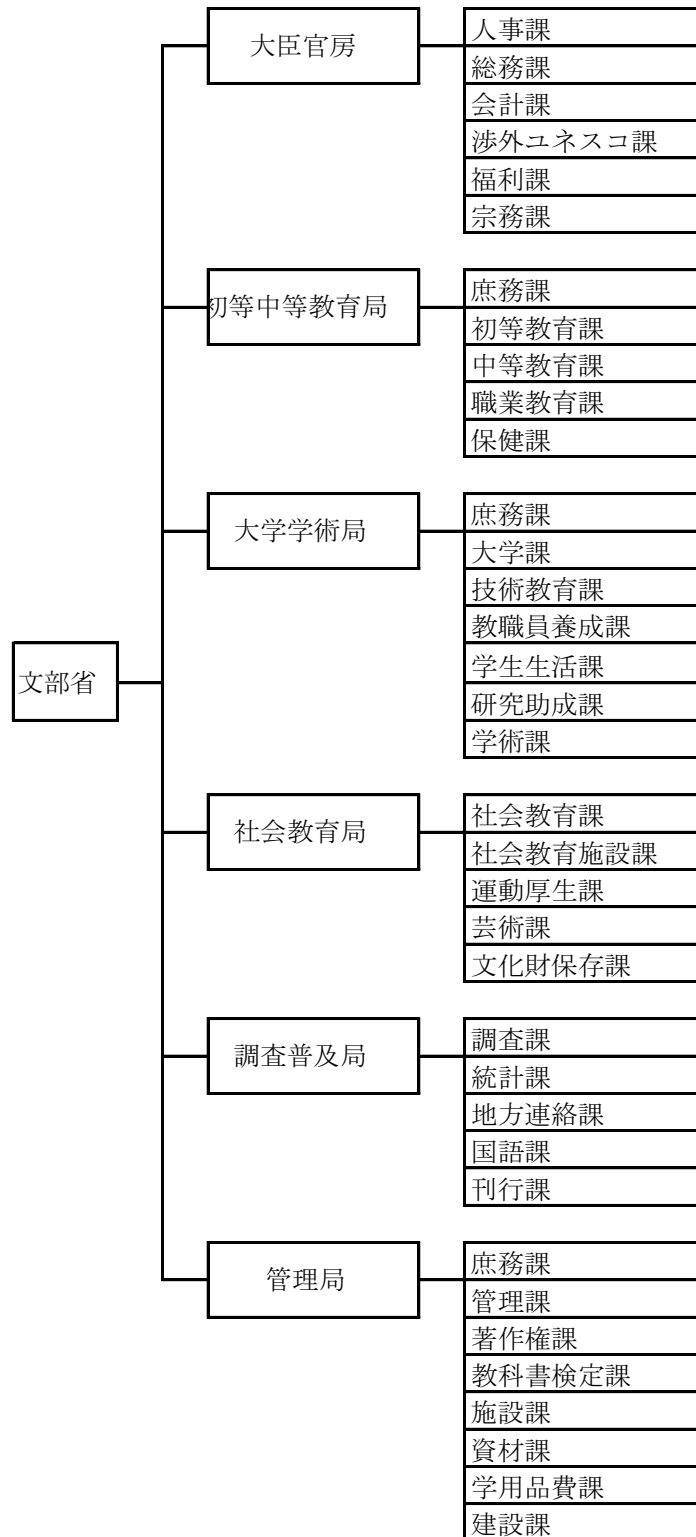 文部省
大臣官房
人事課
総務課
会計課
渉外ユネスコ課
福利課
宗務課
初等中等教育局
庶務課
初等教育課
中等教育課
職業教育課
保健課
大学学術局
庶務課
大学課
技術教育課
教職員養成課
学生生活課
研究助成課
学術課
社会教育局
社会教育課
社会教育施設課
運動厚生課
芸術課
文化財保存課
調査普及局
調査課
統計課
地方連絡課
国語課
刊行課
管理局
庶務課
管理課
著作権課
教科書検定課
施設課
資材課
学用品費課
建設課